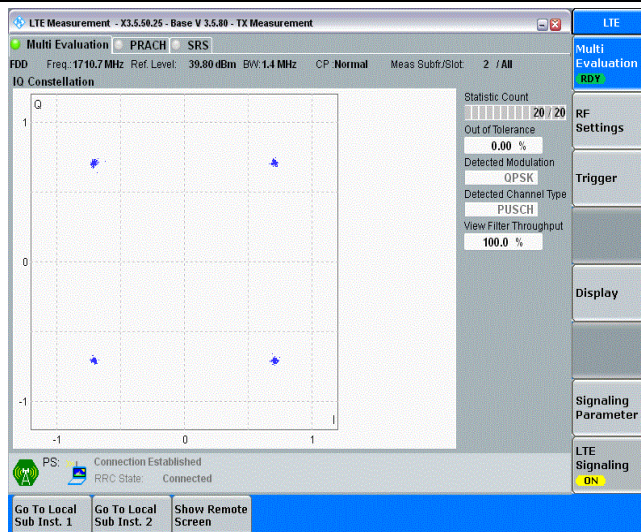 LTE Measurement - X3.5.50.25 - Base V 3.5.80 - TX Measurement
LTE
Multi Evaluation PRACH SRS
FDD Freq.:1710.7 MHz Ref. Level: 39.80 dBm BW:1.4 MHz CP :Normal Meas Subfr./Slot: 2 / All
IQ Constellation
Q
1
0
-1
-1 0 1
I
Statistic Count
20 / 20
Out of Tolerance
0.00 %
Detected Modulation
QPSK
Detected Channel Type
PUSCH
View Filter Throughput
100.0 %
Multi
Evaluation
RDY
RF
Settings
Trigger
Display
Signaling
Parameter
LTE
Signaling
ON
PS: Connection Established
RRC State: Connected
Go To Local
Sub Inst. 1
Go To Local
Sub Inst. 2
Show Remote
Screen